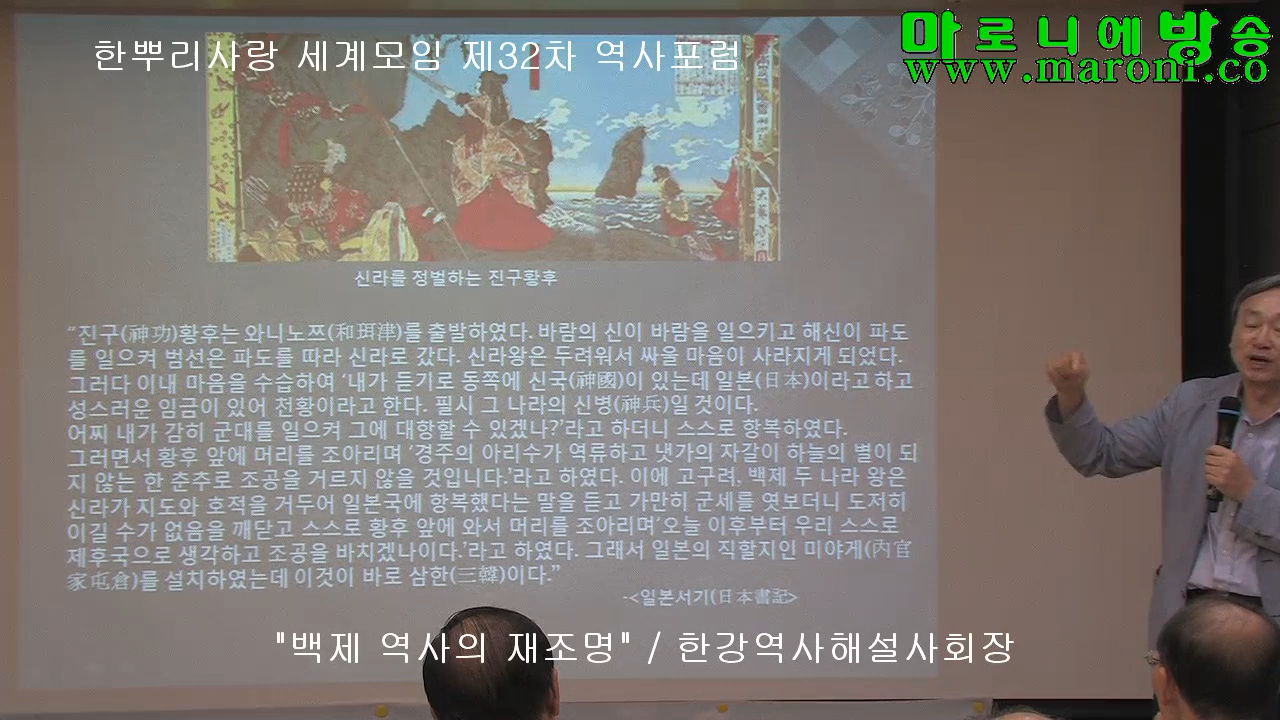 한뿌리사랑 세계모임 제32차 역사포럼
마로니에방송
www.maroni.co
신라를 정벌하는 진구황후
“진구(神功)황후는 와니노쯔(和珥津)를 출발하였다. 바람의 신이 바람을 일으키고 해신이 파도
를 일으켜 범선은 파도를 따라 신라로 갔다. 신라왕은 두려워서 싸울 마음이 사라지게 되었다.
그러다 이내 마음을 수습하여 ‘내가 듣기로 동쪽에 신국(神國)이 있는데 일본(日本)이라고 하고
성스러운 임금이 있어 천황이라고 한다. 필시 그 나라의 신병(神兵)일 것이다.
어찌 내가 감히 군대를 일으켜 그에 대항할 수 있겠나?’라고 하더니 스스로 항복하였다.
그러면서 황후 앞에 머리를 조아리며 ‘경주의 아리수가 역류하고 냇가의 자갈이 하늘의 별이 되
지 않는 한 춘추로 조공을 거르지 않을 것입니다.’라고 하였다. 이에 고구려, 백제 두 나라 왕은
신라가 지도와 호적을 거두어 일본국에 항복했다는 말을 듣고 가만히 군세를 엿보더니 도저히
이길 수가 없음을 깨닫고 스스로 황후 앞에 와서 머리를 조아리며‘오늘 이후부터 우리 스스로
제후국으로 생각하고 조공을 바치겠나이다.’라고 하였다. 그래서 일본의 직할지인 미야게(內官
家屯倉)를 설치하였는데 이것이 바로 삼한(三韓)이다.”
-<일본서기(日本書記>
"백제 역사의 재조명" / 한강역사해설사회장